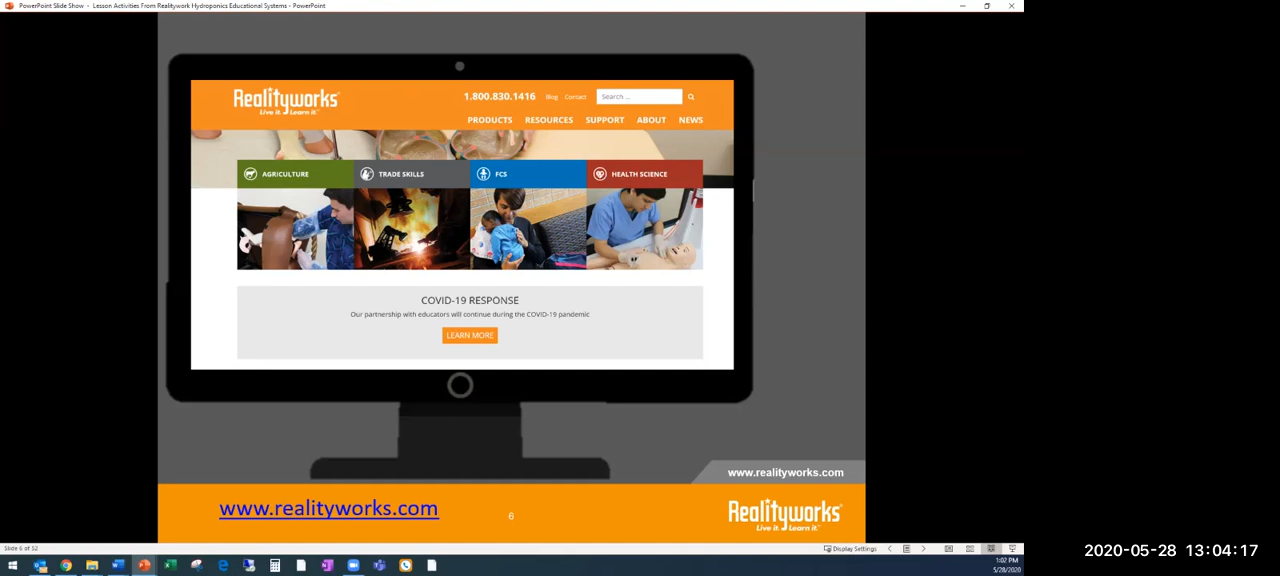 PowerPoint Slide Show - Lesson Activities From Realitywork Hydroponics Educational Systems - PowerPoint
Realityworks
Live it. Learn it.
1.800.830.1416 Blog Contact Search ...
PRODUCTS RESOURCES SUPPORT ABOUT NEWS
AGRICULTURE TRADE SKILLS FCS HEALTH SCIENCE
COVID-19 RESPONSE
Our partnership with educators will continue during the COVID-19 pandemic
LEARN MORE
www.realityworks.com
www.realityworks.com
6
Realityworks
Live it. Learn it.
Slide 6 of 52
Display Settings
1:02 PM
5/28/2020
2020-05-28 13:04:17